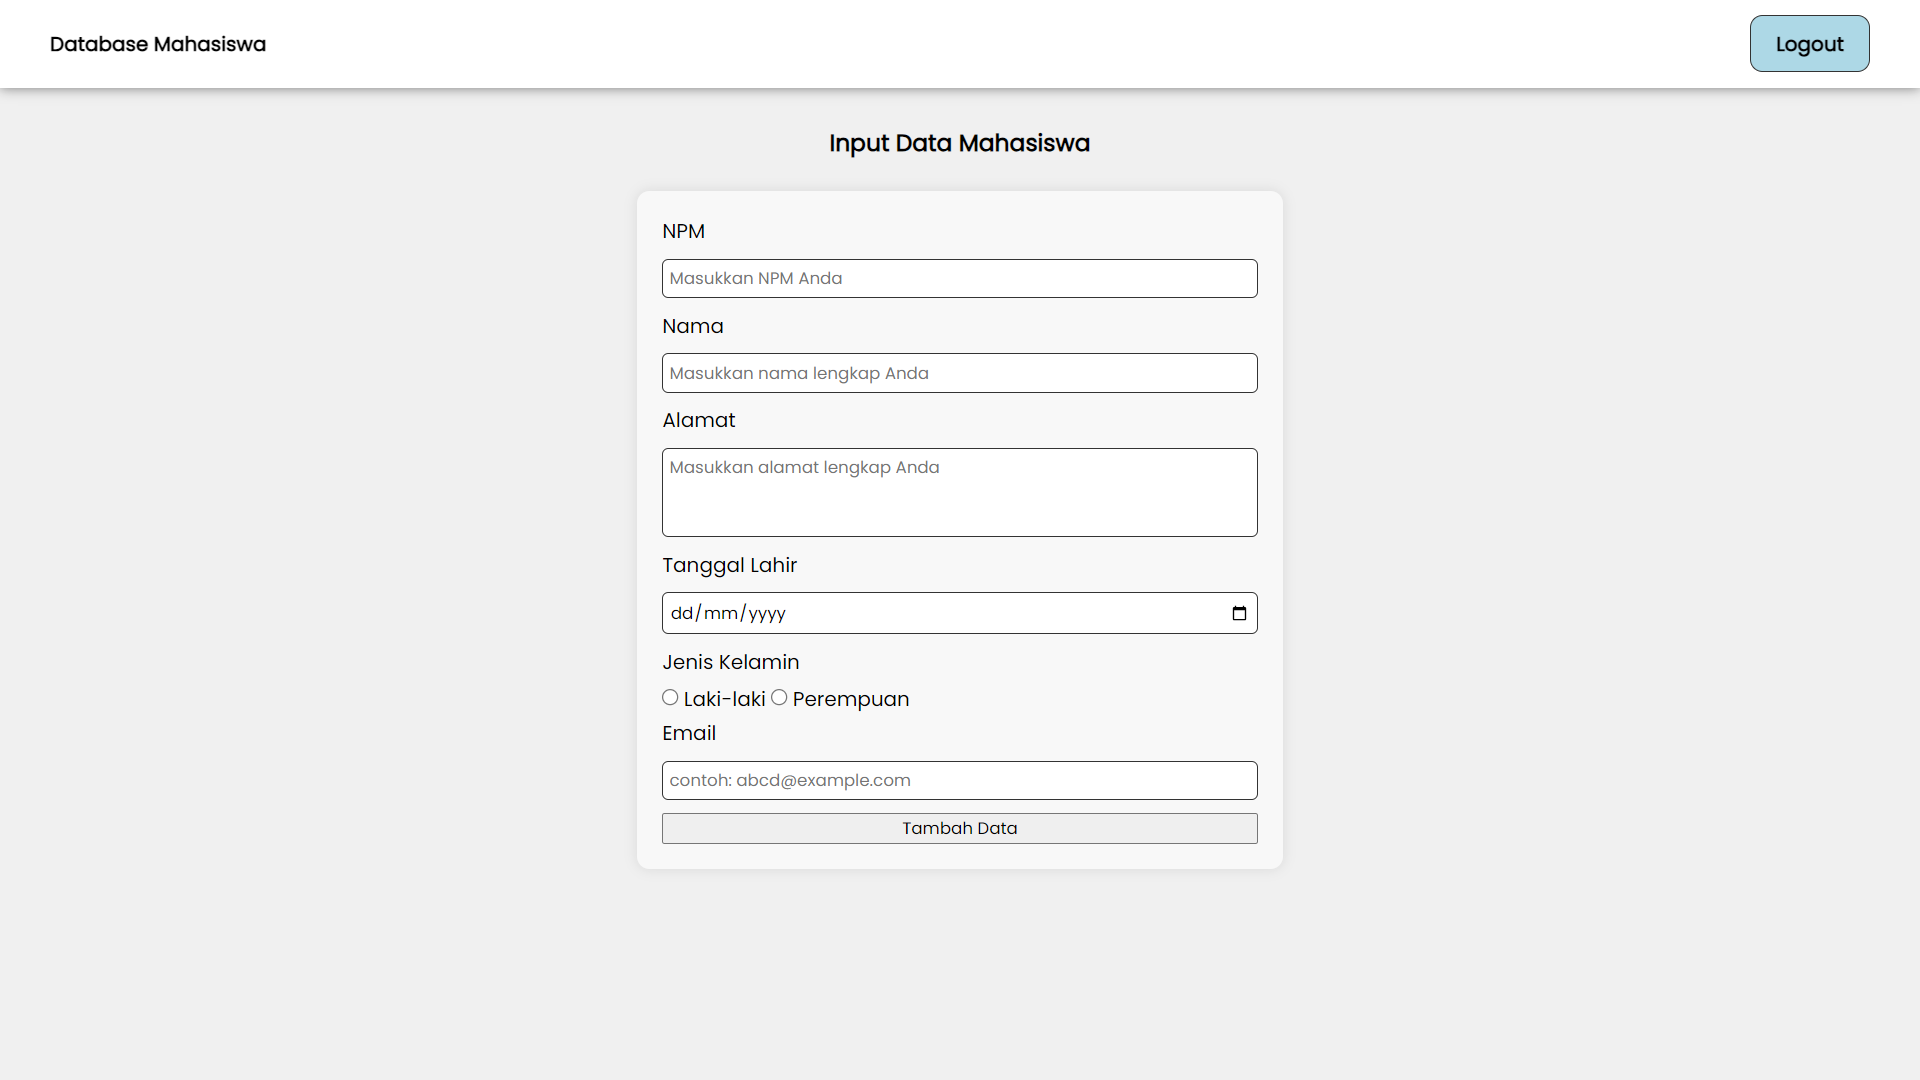 Database Mahasiswa
Logout
Input Data Mahasiswa
NPM
Masukkan NPM Anda
Nama
Masukkan nama lengkap Anda
Alamat
Masukkan alamat lengkap Anda
Tanggal Lahir
dd/mm/yyyy
Jenis Kelamin
Laki-laki Perempuan
Email
contoh: abcd@example.com
Tambah Data